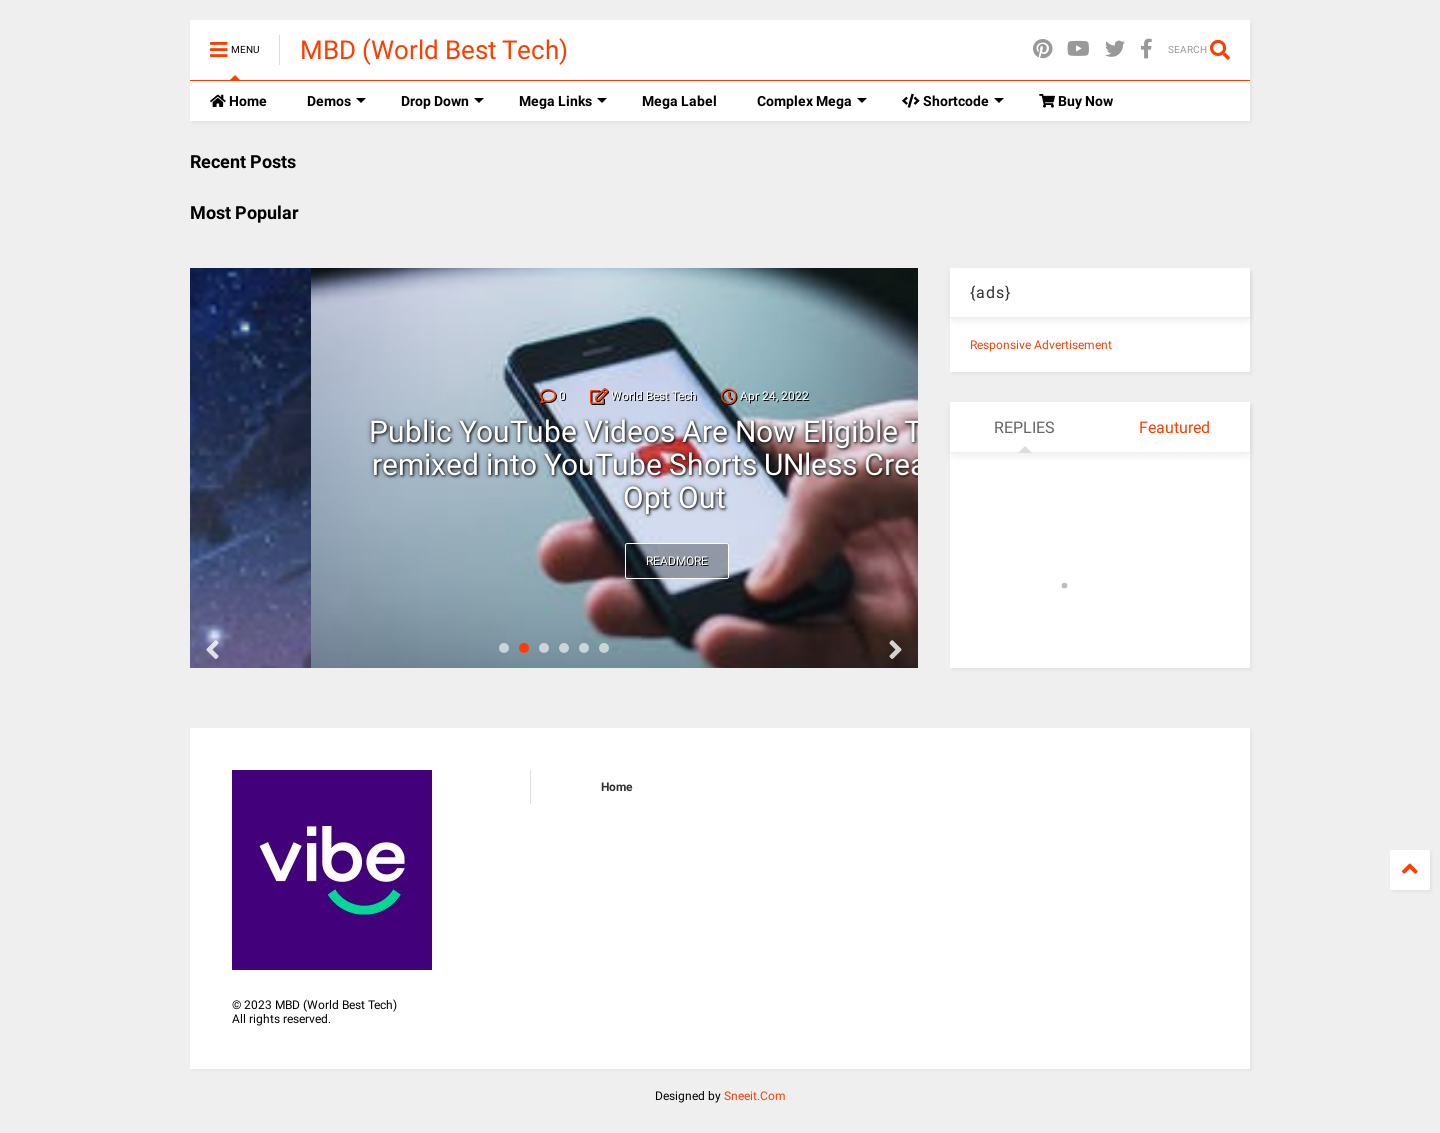 MENU
MBD (World Best Tech)
SEARCH
Home
Demos
Drop Down
Mega Links
Mega Label
Complex Mega
Shortcode
Buy Now
Recent Posts
Most Popular
0
World Best Tech
Apr 24, 2022
Public YouTube Videos Are Now Eligible T
remixed into YouTube Shorts UNless Crea
Opt Out
READMORE
{ads}
Responsive Advertisement
REPLIES
Feautured
vibe
Home
© 2023 MBD (World Best Tech)
All rights reserved.
Designed by Sneeit.Com